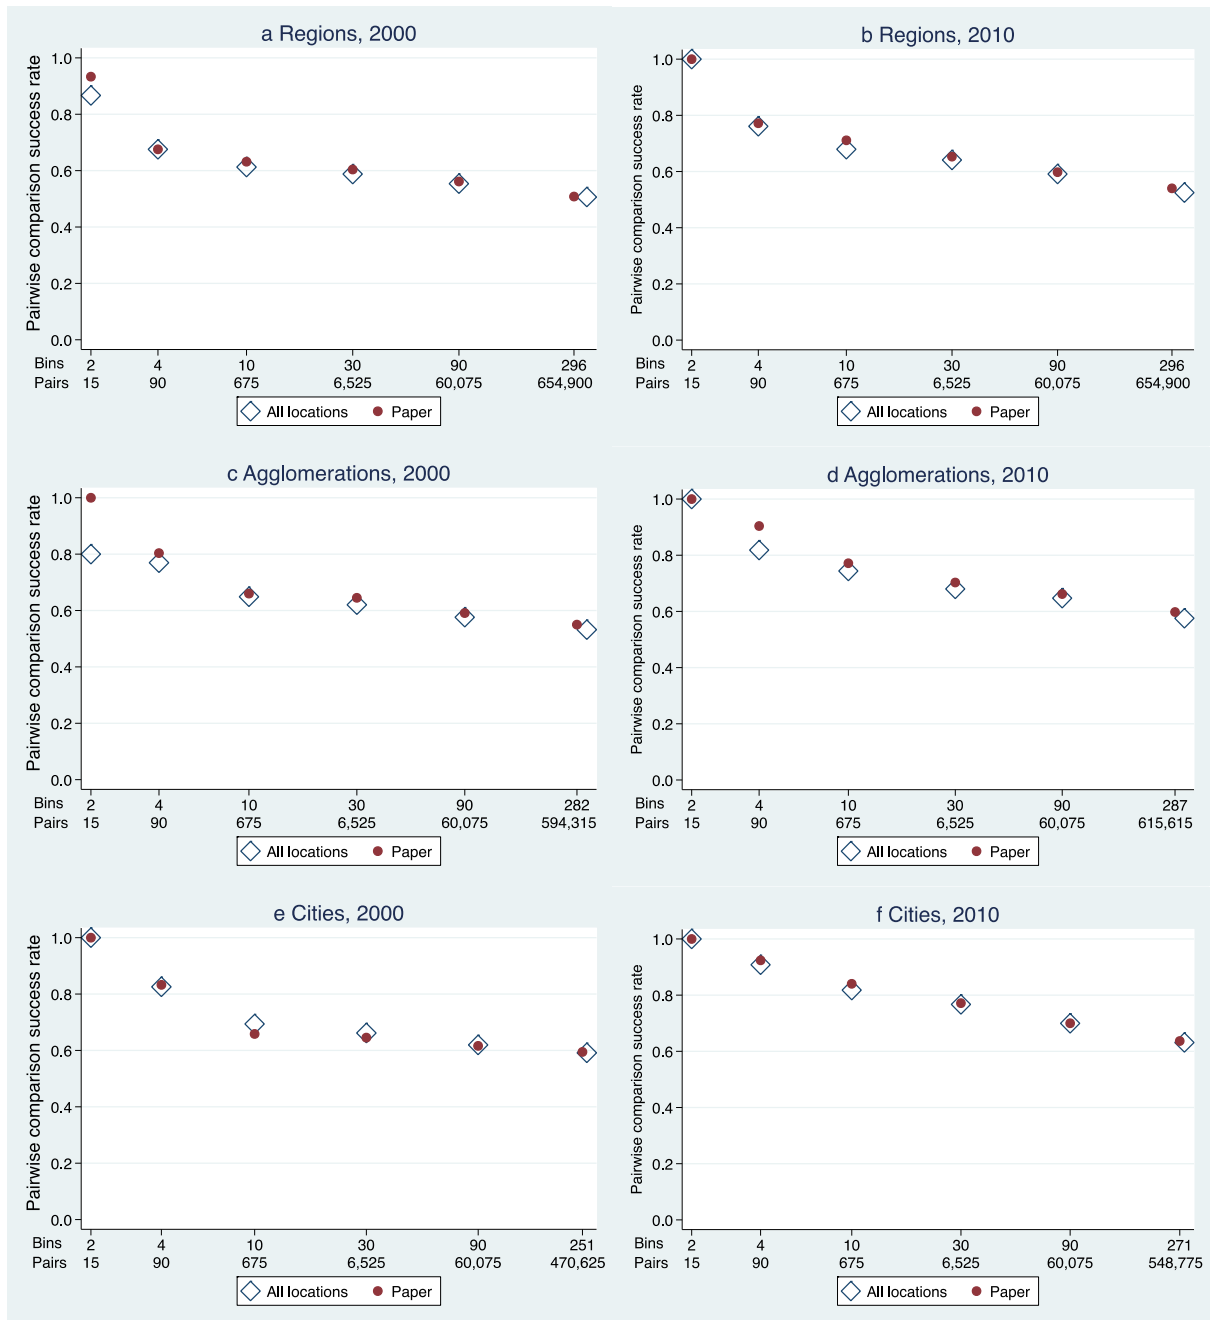 a Regions, 2000
Pairwise comparison success rate
1.0
0.8
0.6
0.4
0.2
0.0
Bins 2 4 10 30 90 296
Pairs 15 90 675 6,525 60,075 654,900
All locations Paper
b Regions, 2010
Pairwise comparison success rate
1.0
0.8
0.6
0.4
0.2
0.0
Bins 2 4 10 30 90 296
Pairs 15 90 675 6,525 60,075 654,900
All locations Paper
c Agglomerations, 2000
Pairwise comparison success rate
1.0
0.8
0.6
0.4
0.2
0.0
Bins 2 4 10 30 90 282
Pairs 15 90 675 6,525 60,075 594,315
All locations Paper
d Agglomerations, 2010
Pairwise comparison success rate
1.0
0.8
0.6
0.4
0.2
0.0
Bins 2 4 10 30 90 287
Pairs 15 90 675 6,525 60,075 615,615
All locations Paper
e Cities, 2000
Pairwise comparison success rate
1.0
0.8
0.6
0.4
0.2
0.0
Bins 2 4 10 30 90 251
Pairs 15 90 675 6,525 60,075 470,625
All locations Paper
f Cities, 2010
Pairwise comparison success rate
1.0
0.8
0.6
0.4
0.2
0.0
Bins 2 4 10 30 90 271
Pairs 15 90 675 6,525 60,075 548,775
All locations Paper